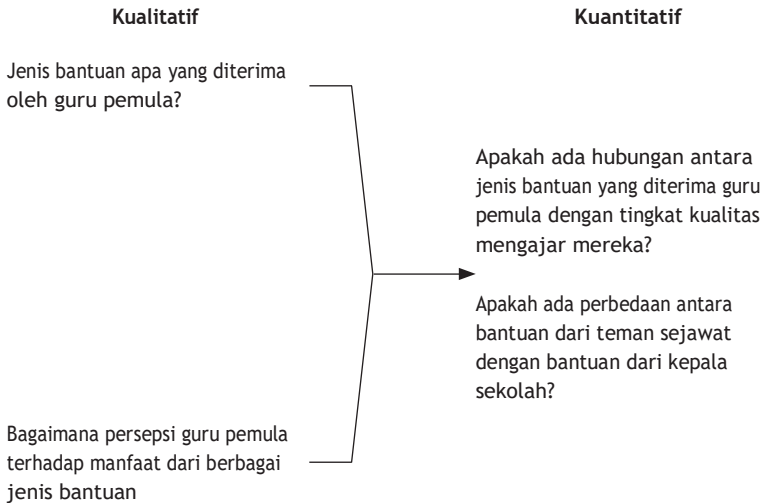 Kualitatif
Kuantitatif
Jenis bantuan apa yang diterima
oleh guru pemula?
Apakah ada hubungan antara
jenis bantuan yang diterima guru
pemula dengan tingkat kualitas
mengajar mereka?
Apakah ada perbedaan antara
bantuan dari teman sejawat
dengan bantuan dari kepala
sekolah?
Bagaimana persepsi guru pemula
terhadap manfaat dari berbagai
jenis bantuan